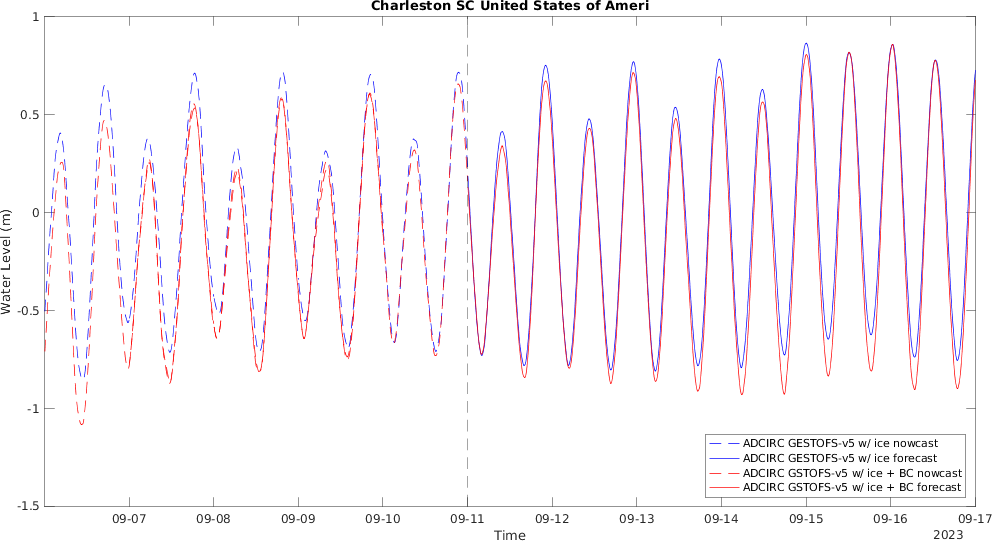 Charleston SC United States of Ameri
1
0.5
0
-0.5
-1
-1.5
Water Level (m)
09-07 09-08 09-09 09-10 09-11 09-12 09-13 09-14 09-15 09-16 09-17
Time
2023
ADCIRC GESTOFS-v5 w/ ice nowcast
ADCIRC GESTOFS-v5 w/ ice forecast
ADCIRC GSTOFS-v5 w/ ice + BC nowcast
ADCIRC GSTOFS-v5 w/ ice + BC forecast